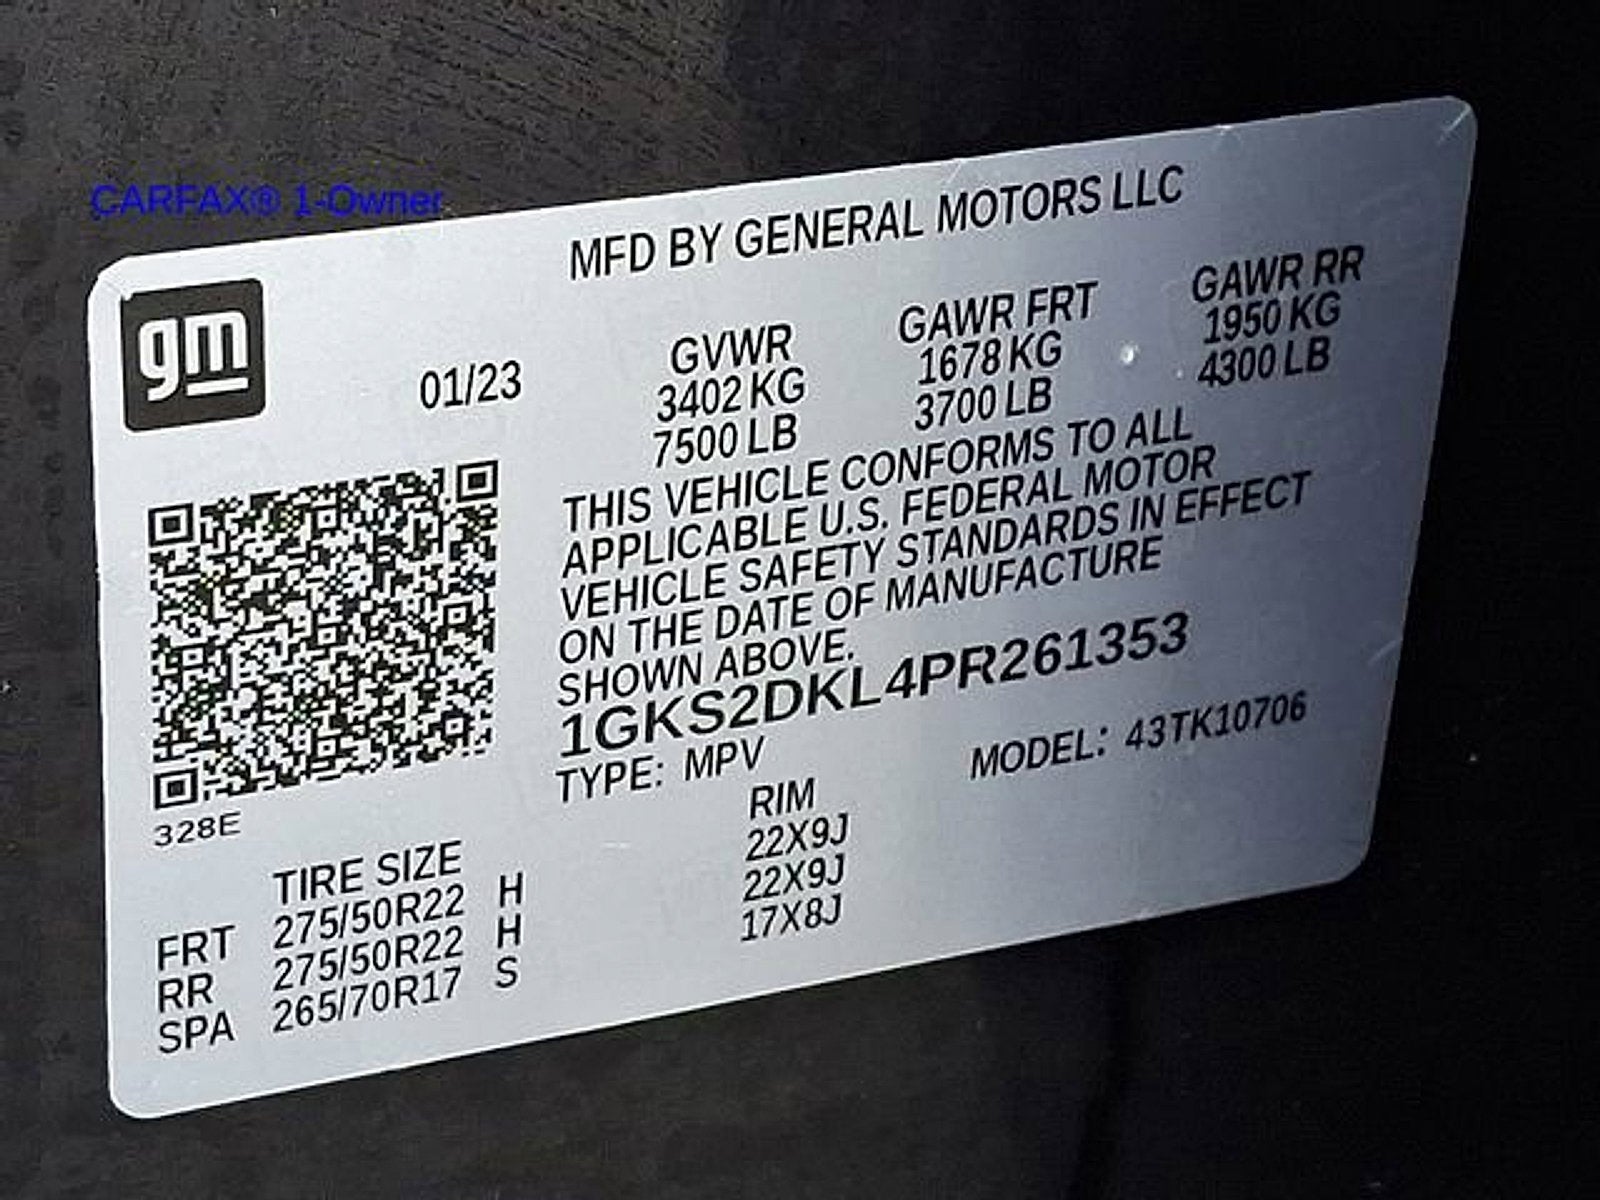 CARFAX® 1-Owner
MFD BY GENERAL MOTORS LLC
gm
01/23
GVWR GAWR FRT GAWR RR
3402 KG 1678 KG 1950 KG
7500 LB 3700 LB 4300 LB
THIS VEHICLE CONFORMS TO ALL
APPLICABLE U.S. FEDERAL MOTOR
VEHICLE SAFETY STANDARDS IN EFFECT
ON THE DATE OF MANUFACTURE
SHOWN ABOVE.
1GKS2DKL4PR261353
TYPE: MPV MODEL: 43TK10706
328E
TIRE SIZE RIM
FRT 275/50R22 H 22X9J
RR 275/50R22 H 22X9J
SPA 265/70R17 S 17X8J